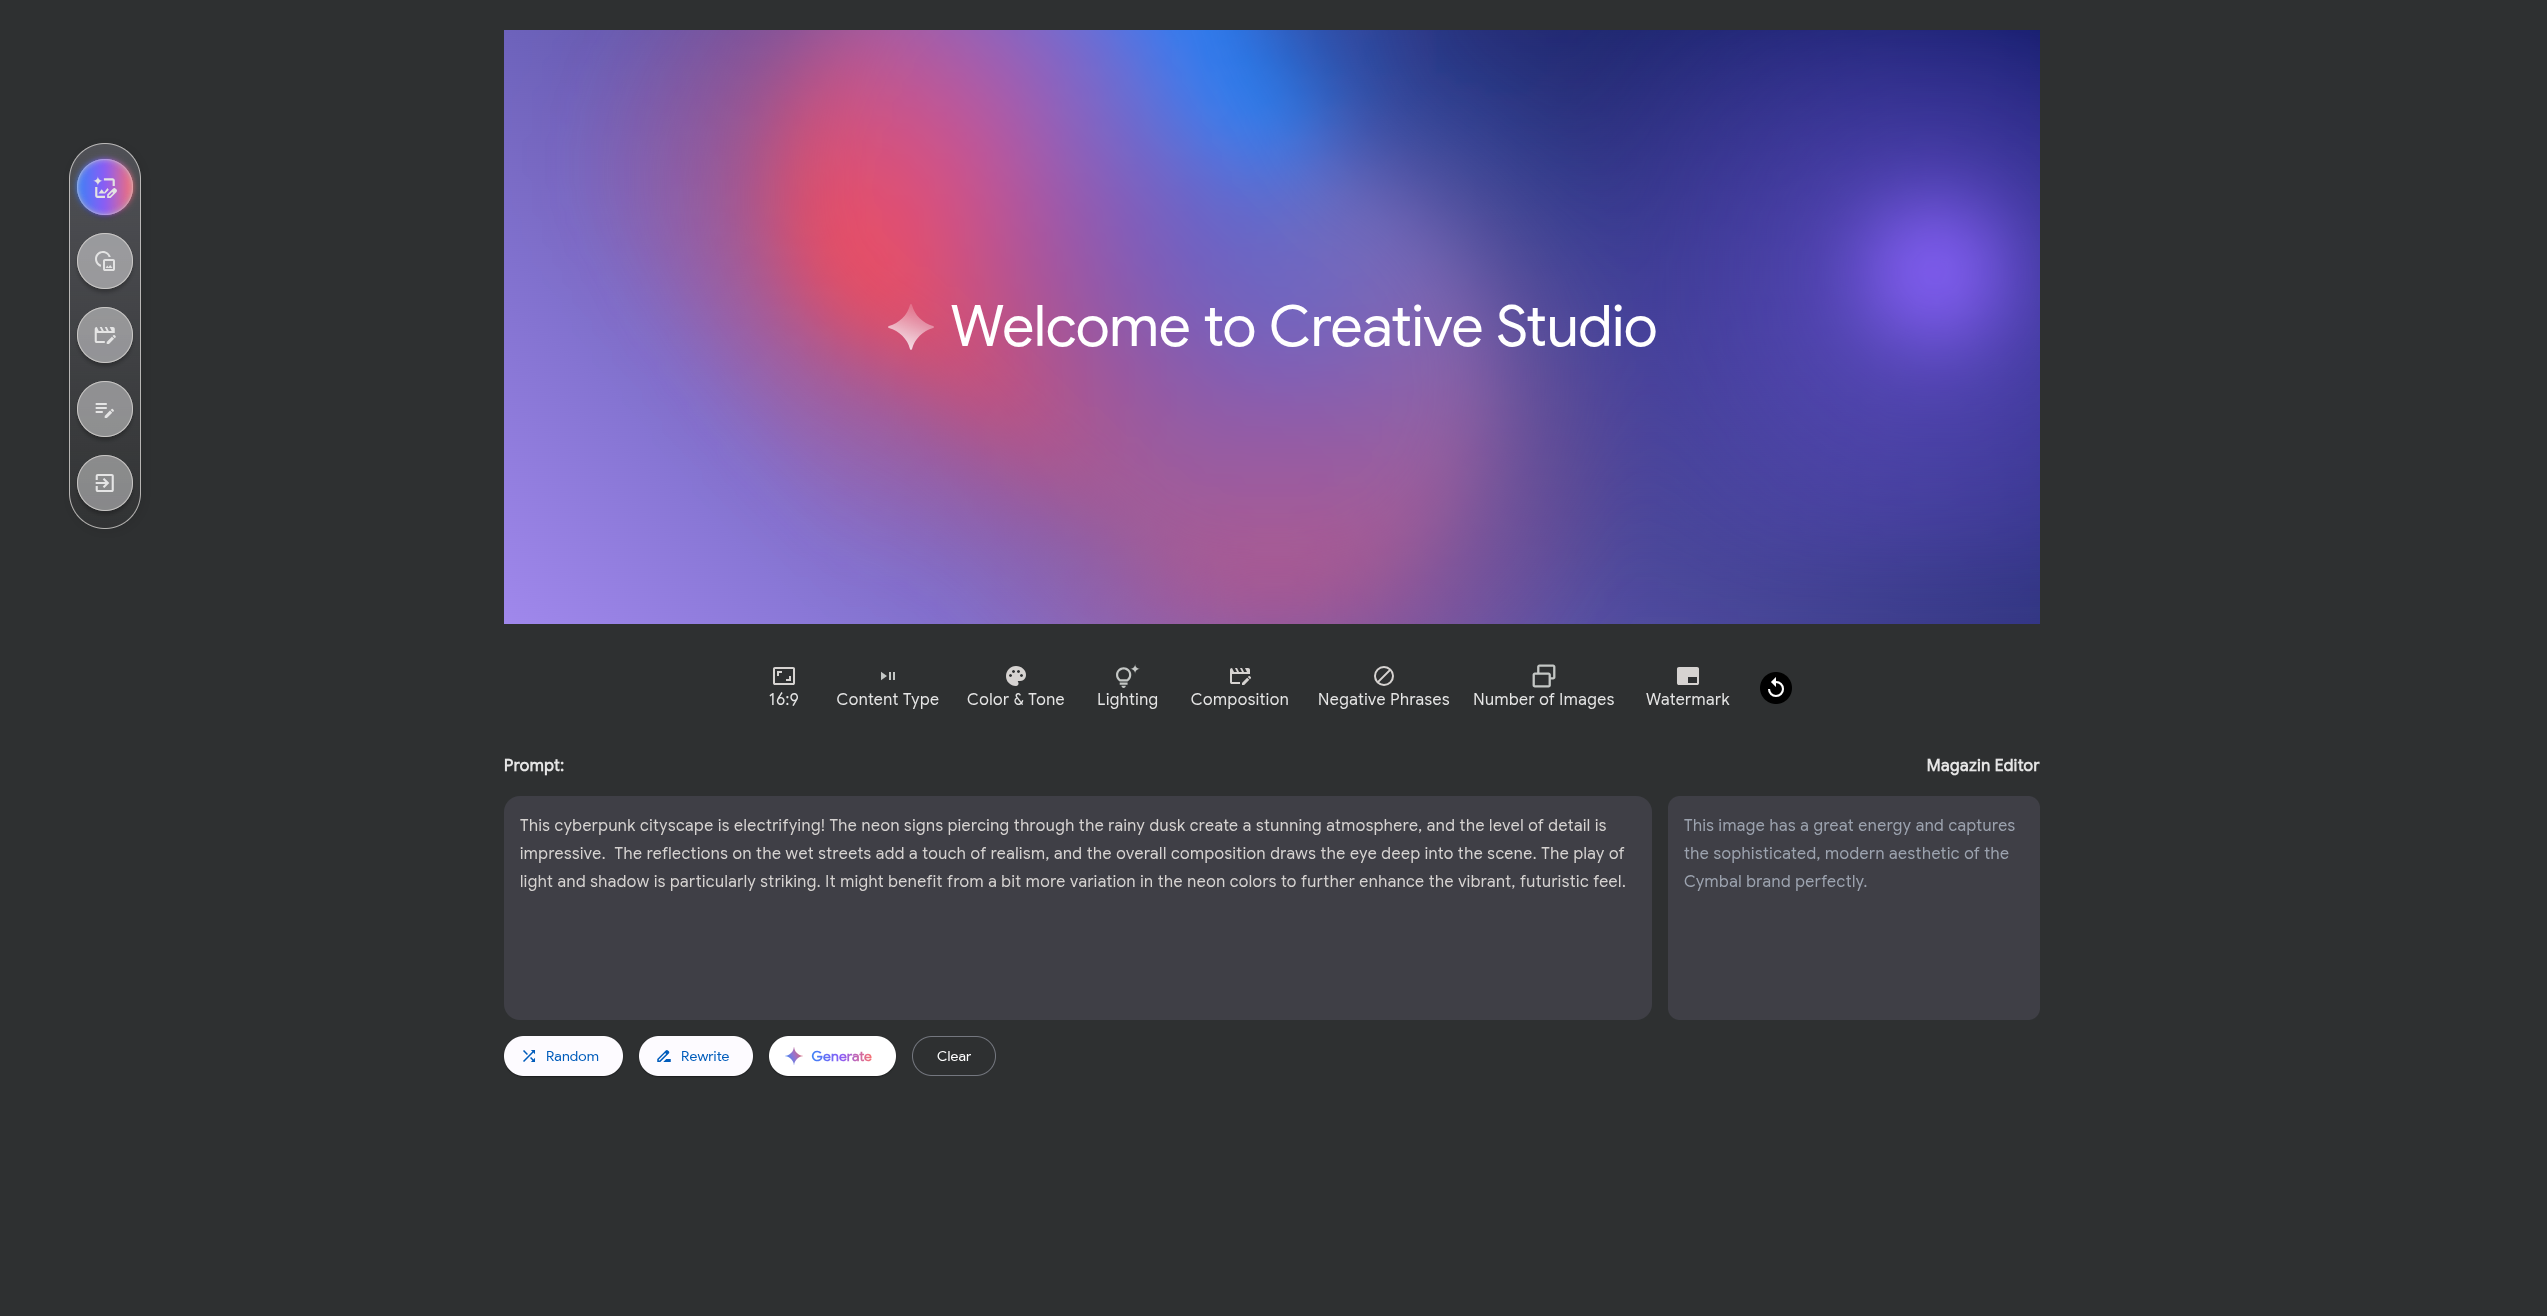 Welcome to Creative Studio
16:9
Content Type
Color & Tone
Lighting
Composition
Negative Phrases
Number of Images
Watermark
Prompt:
Magazin Editor
This cyberpunk cityscape is electrifying! The neon signs piercing through the rainy dusk create a stunning atmosphere, and the level of detail is
impressive.  The reflections on the wet streets add a touch of realism, and the overall composition draws the eye deep into the scene. The play of
light and shadow is particularly striking. It might benefit from a bit more variation in the neon colors to further enhance the vibrant, futuristic feel.
This image has a great energy and captures
the sophisticated, modern aesthetic of the
Cymbal brand perfectly.
Random
Rewrite
Generate
Clear